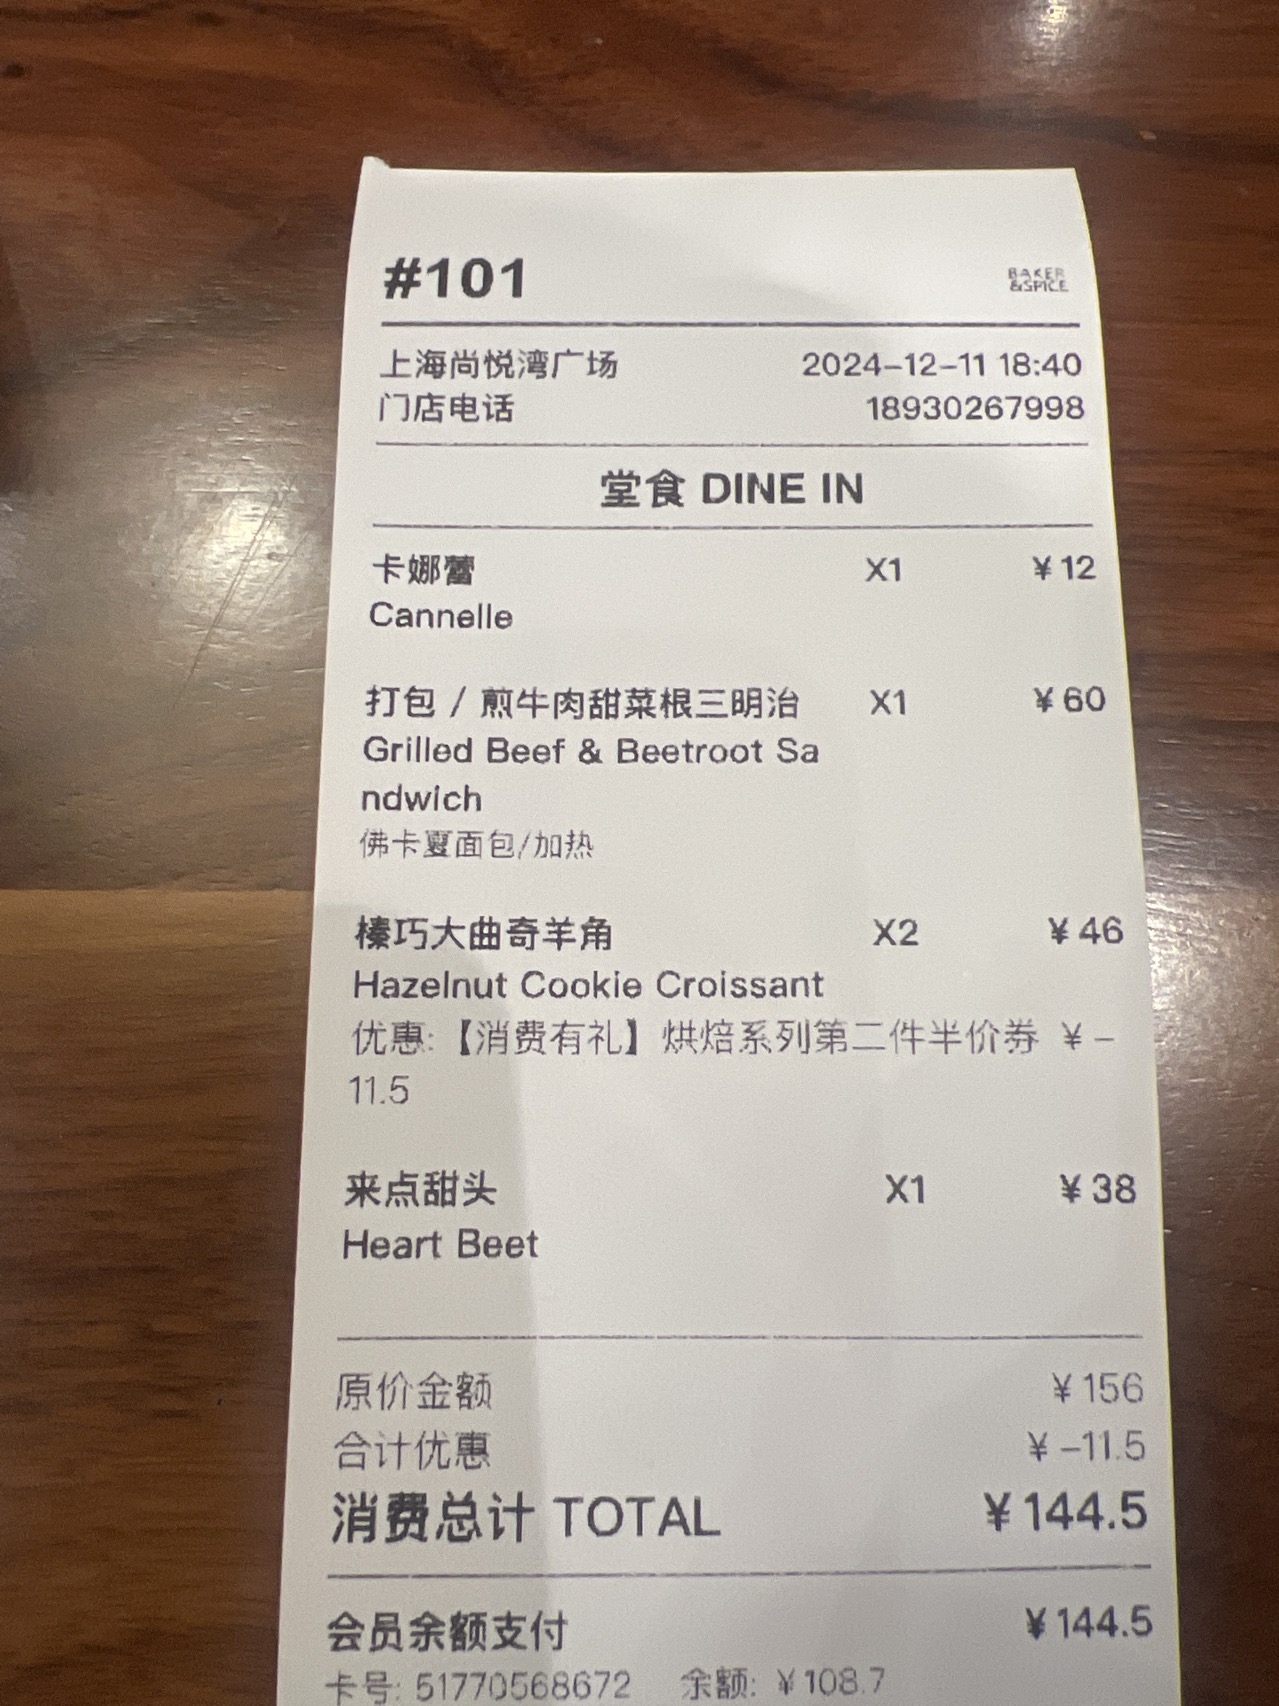 #101
BAKER
&SPICE
上海尚悦湾广场 2024-12-11 18:40
门店电话 18930267998
堂食 DINE IN
卡娜蕾 X1 ¥12
Cannelle
打包 / 煎牛肉甜菜根三明治 X1 ¥60
Grilled Beef & Beetroot Sa
ndwich
佛卡夏面包/加热
榛巧大曲奇羊角 X2 ¥46
Hazelnut Cookie Croissant
优惠:【消费有礼】烘焙系列第二件半价券 ¥-
11.5
来点甜头 X1 ¥38
Heart Beet
原价金额 ¥156
合计优惠 ¥-11.5
消费总计 TOTAL ¥144.5
会员余额支付 ¥144.5
卡号: 51770568672 余额: ¥108.7